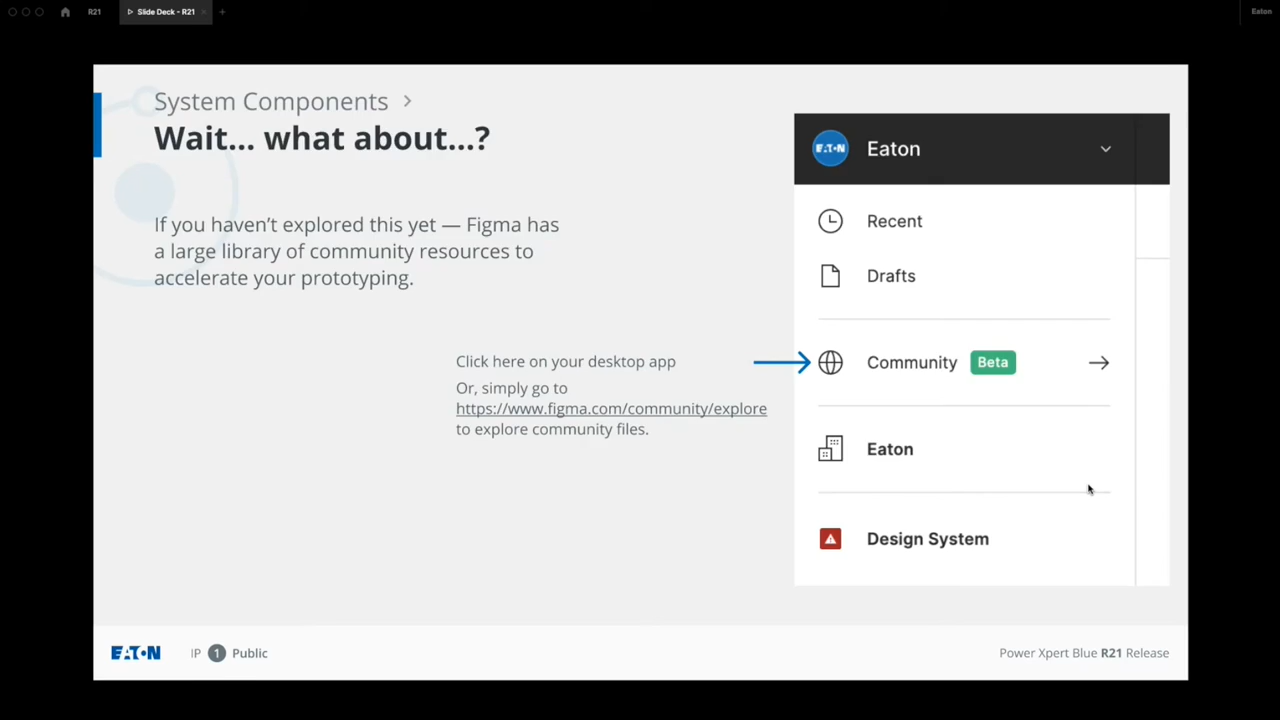 R21
Slide Deck - R21
Eaton
System Components
Wait... what about...?
If you haven't explored this yet — Figma has
a large library of community resources to
accelerate your prototyping.
Click here on your desktop app
Or, simply go to
https://www.figma.com/community/explore
to explore community files.
EATON
Eaton
Recent
Drafts
Community Beta
Eaton
Design System
EATON
IP 1 Public
Power Xpert Blue R21 Release